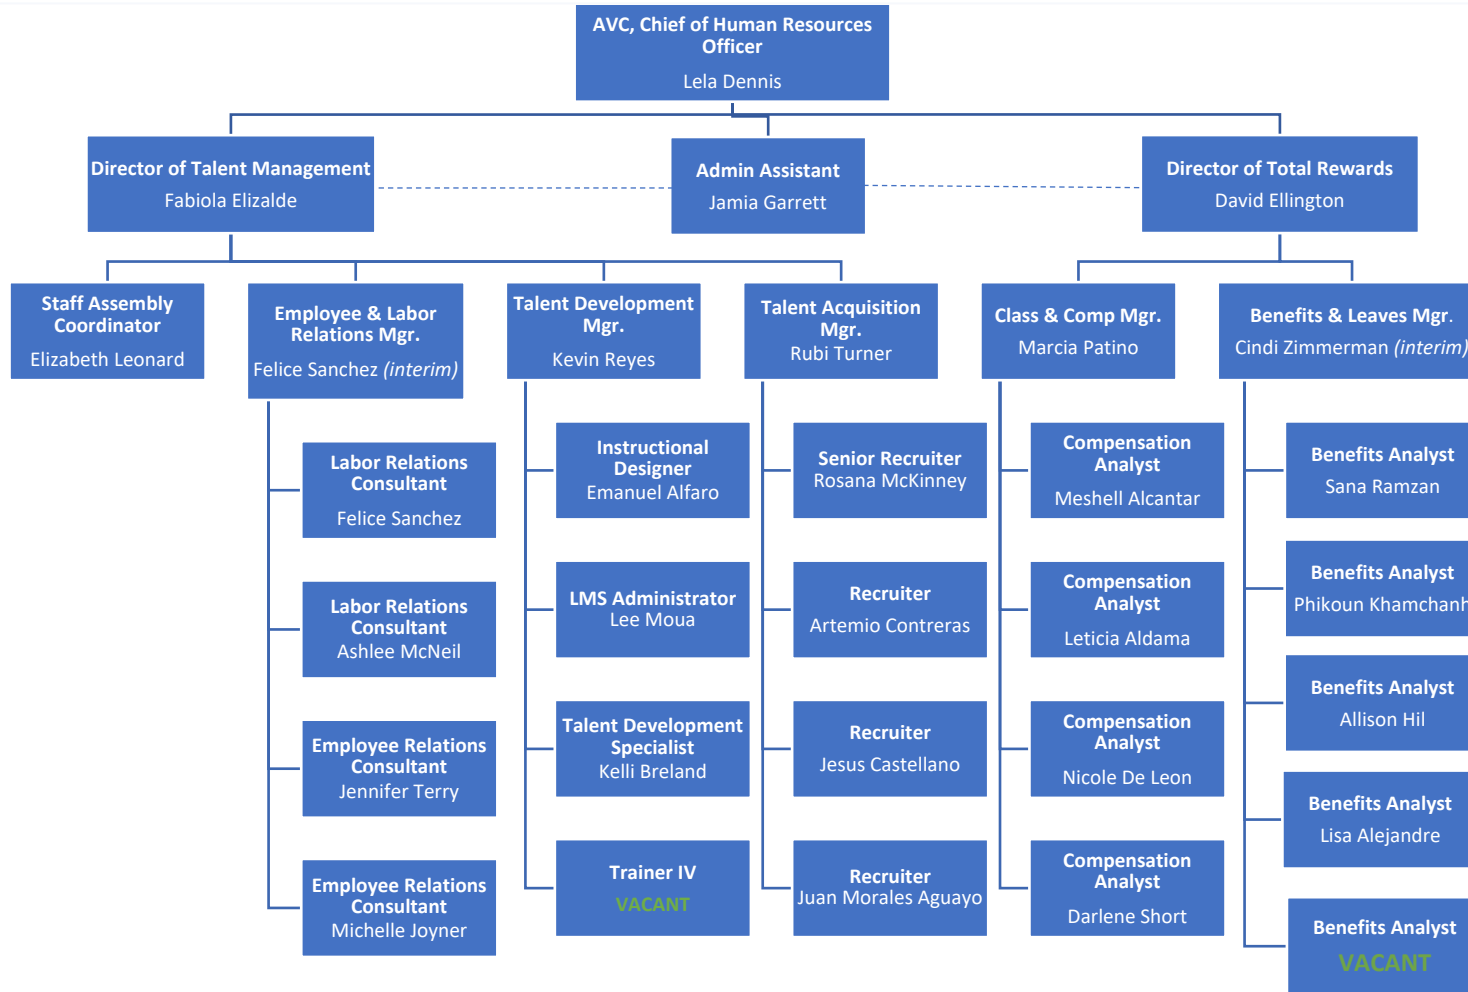 AVC, Chief of Human Resources
Officer
Lela Dennis
Director of Talent Management
Fabiola Elizalde
Admin Assistant
Jamia Garrett
Director of Total Rewards
David Ellington
Staff Assembly
Coordinator
Elizabeth Leonard
Employee & Labor
Relations Mgr.
Felice Sanchez (interim)
Talent Development
Mgr.
Kevin Reyes
Talent Acquisition
Mgr.
Rubi Turner
Class & Comp Mgr.
Marcia Patino
Benefits & Leaves Mgr.
Cindi Zimmerman (interim)
Labor Relations
Consultant
Felice Sanchez
Labor Relations
Consultant
Ashlee McNeil
Employee Relations
Consultant
Jennifer Terry
Employee Relations
Consultant
Michelle Joyner
Instructional
Designer
Emanuel Alfaro
LMS Administrator
Lee Moua
Talent Development
Specialist
Kelli Breland
Trainer IV
VACANT
Senior Recruiter
Rosana McKinney
Recruiter
Artemio Contreras
Recruiter
Jesus Castellano
Recruiter
Juan Morales Aguayo
Compensation
Analyst
Meshell Alcantar
Compensation
Analyst
Leticia Aldama
Compensation
Analyst
Nicole De Leon
Compensation
Analyst
Darlene Short
Benefits Analyst
Sana Ramzan
Benefits Analyst
Phikoun Khamchanh
Benefits Analyst
Allison Hil
Benefits Analyst
Lisa Alejandre
Benefits Analyst
VACANT